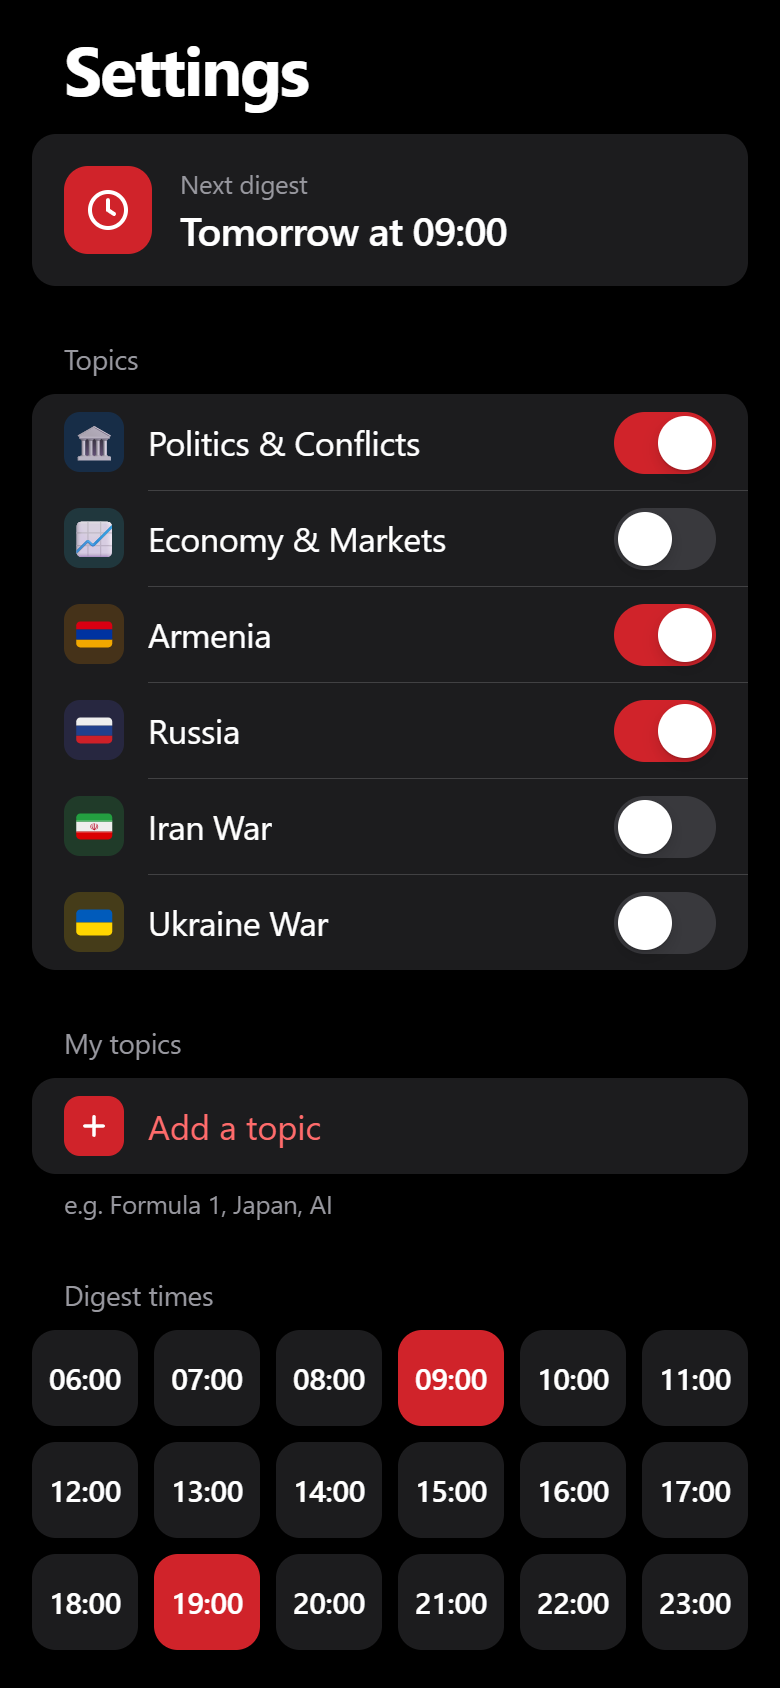 Settings
Next digest
Tomorrow at 09:00
Topics
Politics & Conflicts
Economy & Markets
Armenia
Russia
Iran War
Ukraine War
My topics
Add a topic
e.g. Formula 1, Japan, AI
Digest times
06:00 07:00 08:00 09:00 10:00 11:00
12:00 13:00 14:00 15:00 16:00 17:00
18:00 19:00 20:00 21:00 22:00 23:00